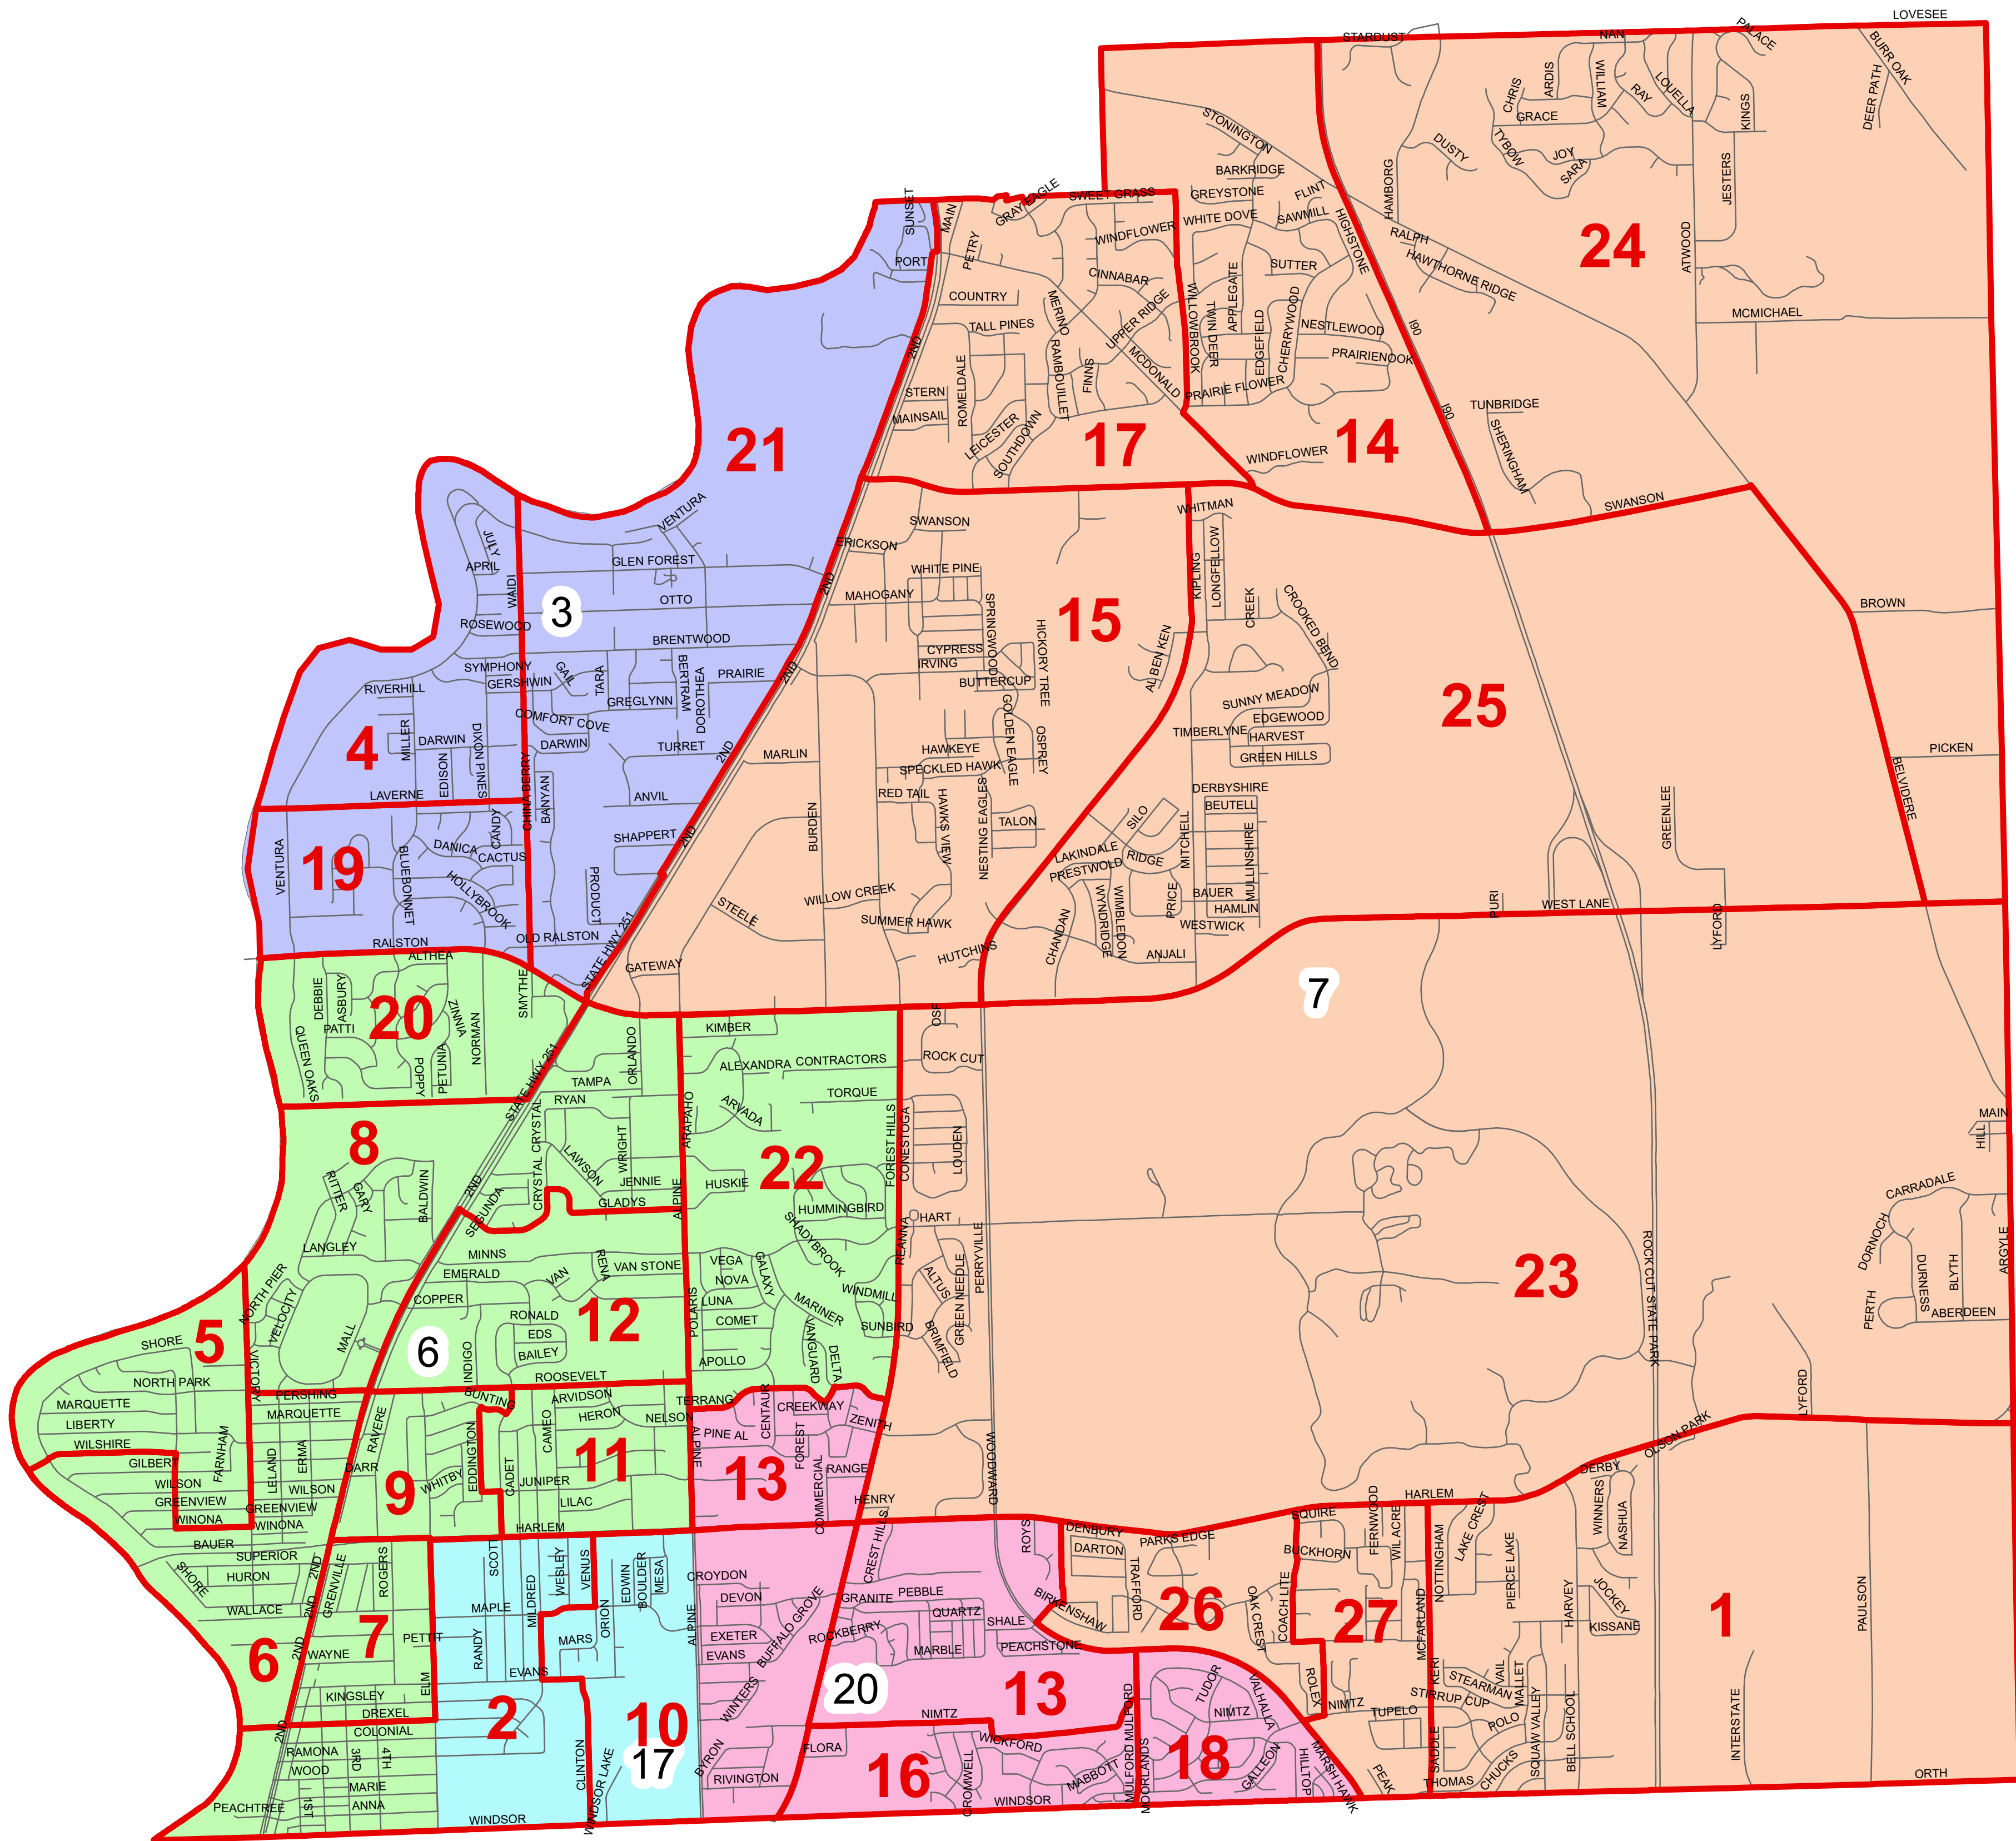 LOVESEE
STARDUST
NAN
PALACE
BURR OAK
DEER PATH
CHRIS
ARDIS
WILLIAM
RAY
LOUELLA
KINGS
GRACE
STONINGTON
DUSTY
TYBOW
JOY
SARA
JESTERS
BARKRIDGE
GREYSTONE
FLINT
HAMBORG
SUNSET
MAIN
GRAY EAGLE
SWEET GRASS
WHITE DOVE
SAWMILL
HIGHSTONE
RALPH
HAWTHORNE RIDGE
ATWOOD
24
PETRY
WINDFLOWER
PORT
CINNABAR
SUTTER
COUNTRY
MERINO
UPPER RIDGE
WILLOWBROOK
TWIN DEER
APPLEGATE
EDGEFIELD
CHERRYWOOD
NESTLEWOOD
I90
MCMICHAEL
TALL PINES
2ND
RAMBOUILLET
MCDONALD
PRAIRIENOOK
ROMELDALE
FINNS
PRAIRIE FLOWER
STERN
MAINSAIL
LEICESTER
SOUTHDOWN
I90
TUNBRIDGE
SHERINGHAM
21
17
14
WINDFLOWER
SWANSON
VENTURA
JULY
APRIL
WAIDI
GLEN FOREST
ERICKSON
SWANSON
WHITMAN
KIPLING
LONGFELLOW
WHITE PINE
2ND
MAHOGANY
3
OTTO
15
CREEK
CROOKED BEND
BROWN
ROSEWOOD
BRENTWOOD
SPRINGWOOD
HICKORY TREE
CYPRESS
IRVING
ALBEN KEN
SYMPHONY
GAIL
TARA
BERTRAM
DOROTHEA
PRAIRIE
2ND
BUTTERCUP
RIVERHILL
GERSHWIN
GREGLYNN
SUNNY MEADOW
25
GOLDEN EAGLE
EDGEWOOD
COMFORT COVE
TIMBERLYNE
HARVEST
GREEN HILLS
4
MILLER
DARWIN
DIXON PINES
DARWIN
TURRET
2ND
MARLIN
HAWKEYE
OSPREY
SPECKLED HAWK
PICKEN
BELVIDERE
EDISON
LAVERNE
CHINA BERRY
BANYAN
ANVIL
RED TAIL
DERBYSHIRE
BEUTELL
GREENLEE
CANDY
SHAPPERT
2ND
BURDEN
HAWKS VIEW
NESTING EAGLES
TALON
SILO
MITCHELL
MULLINSHIRE
19
VENTURA
BLUEBONNET
DANICA
CACTUS
LAKINDALE
RIDGE
PRESTWOLD
HOLLYBROOK
PRODUCT
WILLOW CREEK
WYNDRIDGE
WIMBLEDON
PRICE
BAUER
HAMLIN
PURI
WEST LANE
LYFORD
STEELE
SUMMER HAWK
WESTWICK
RALSTON
OLD RALSTON
STATE HWY 251
HUTCHINS
CHANDAN
ANJALI
ALTHEA
GATEWAY
7
DEBBIE
ASBURY
20
ZINNIA
NORMAN
SMYTHE
PATTI
QUEEN OAKS
POPPY
PETUNIA
STATE HWY 251
ORLANDO
KIMBER
OSF
ROCK CUT
ALEXANDRA
CONTRACTORS
TAMPA
RYAN
TORQUE
ARAPAHO
ARVADA
MAIN
HILL
8
CRYSTAL CRYSTAL
WRIGHT
LAWSON
22
FOREST HILLS
CONESTOGA
LOUDEN
RITTER
GARY
BALDWIN
2ND
SEGUNDA
JENNIE
HUSKIE
GLADYS
ALPINE
HUMMINGBIRD
CARRADALE
HART
LANGLEY
MINNS
RENA
VAN STONE
VEGA
GALAXY
SHADYBROOK
REANNA
PERRYVILLE
DORNOCH
ARGYLE
NORTH PIER
EMERALD
VAN
NOVA
ALTUS
GREEN NEEDLE
23
ROCK CUT STATE PARK
DURNESS
BLYTH
PERTH
VELOCITY
COPPER
LUNA
WINDMILL
MARINER
5
RONALD
12
POLARIS
COMET
SUNBIRD
ABERDEEN
SHORE
MALL
6
EDS
BAILEY
APOLLO
VANGUARD
DELTA
BRIMFIELD
VICTORY
INDIGO
ROOSEVELT
NORTH PARK
PERSHING
BUNTING
ARVIDSON
TERRANG
CENTAUR
CREEKWAY
LYFORD
MARQUETTE
MARQUETTE
HERON
NELSON
ZENITH
LIBERTY
RAVERE
CAMEO
ALPINE
PINE AL
FOREST
OLSON PARK
WILSHIRE
FARNHAM
LELAND
ERMA
EDDINGTON
GILBERT
DARR
WHITBY
11
RANGE
WOODWARD
DERBY
WILSON
WILSON
9
CADET
JUNIPER
13
COMMERCIAL
GREENVIEW
GREENVIEW
LILAC
HENRY
HARLEM
WINNERS
NASHUA
WINONA
WINONA
HARLEM
SQUIRE
FERNWOOD
LAKE CREST
BAUER
CREST HILLS
ROYS
DENBURY
PARKS EDGE
WIL ACRE
SUPERIOR
SCOTT
WESLEY
VENUS
EDWIN
BOULDER
MESA
DARTON
BUCKHORN
NOTTINGHAM
PIERCE LAKE
SHORE
HURON
2ND
GRENVILLE
ROGERS
CROYDON
TRAFFORD
HARVEY
JOCKEY
WALLACE
2ND
MAPLE
MILDRED
DEVON
PEBBLE
GRANITE
BIRKENSHAW
26
OAK CREST
COACH LITE
27
MCFARLAND
KISSANE
1
PAULSON
ORION
QUARTZ
SHALE
6
2ND
7
PETTIT
RANDY
MARS
ALPINE
EXETER
BUFFALO GROVE
ROCKBERRY
WAYNE
EVANS
EVANS
MARBLE
PEACHSTONE
KINGSLEY
ELM
WINTERS
20
13
TUDOR
VALHALLA
ROLEX
KERI
STEARMAN
VAIL
MALLET
DREXEL
2
10
NIMTZ
MULFORD MULFORD
NIMTZ
NIMTZ
STIRRUP CUP
SQUAW VALLEY
BELL SCHOOL
2ND
COLONIAL
TUPELO
POLO
INTERSTATE
RAMONA
3RD
4TH
CLINTON
17
BYRON
FLORA
WICKFORD
18
GALLEON
HILLTOP
MARSH HAWK
SADDLE
WOOD
WINDSOR LAKE
16
CROMWELL
MABBOTT
MOORLANDS
PEAK
CHUCKS
MARIE
RIVINGTON
THOMAS
ORTH
PEACHTREE
1ST
ANNA
WINDSOR
WINDSOR